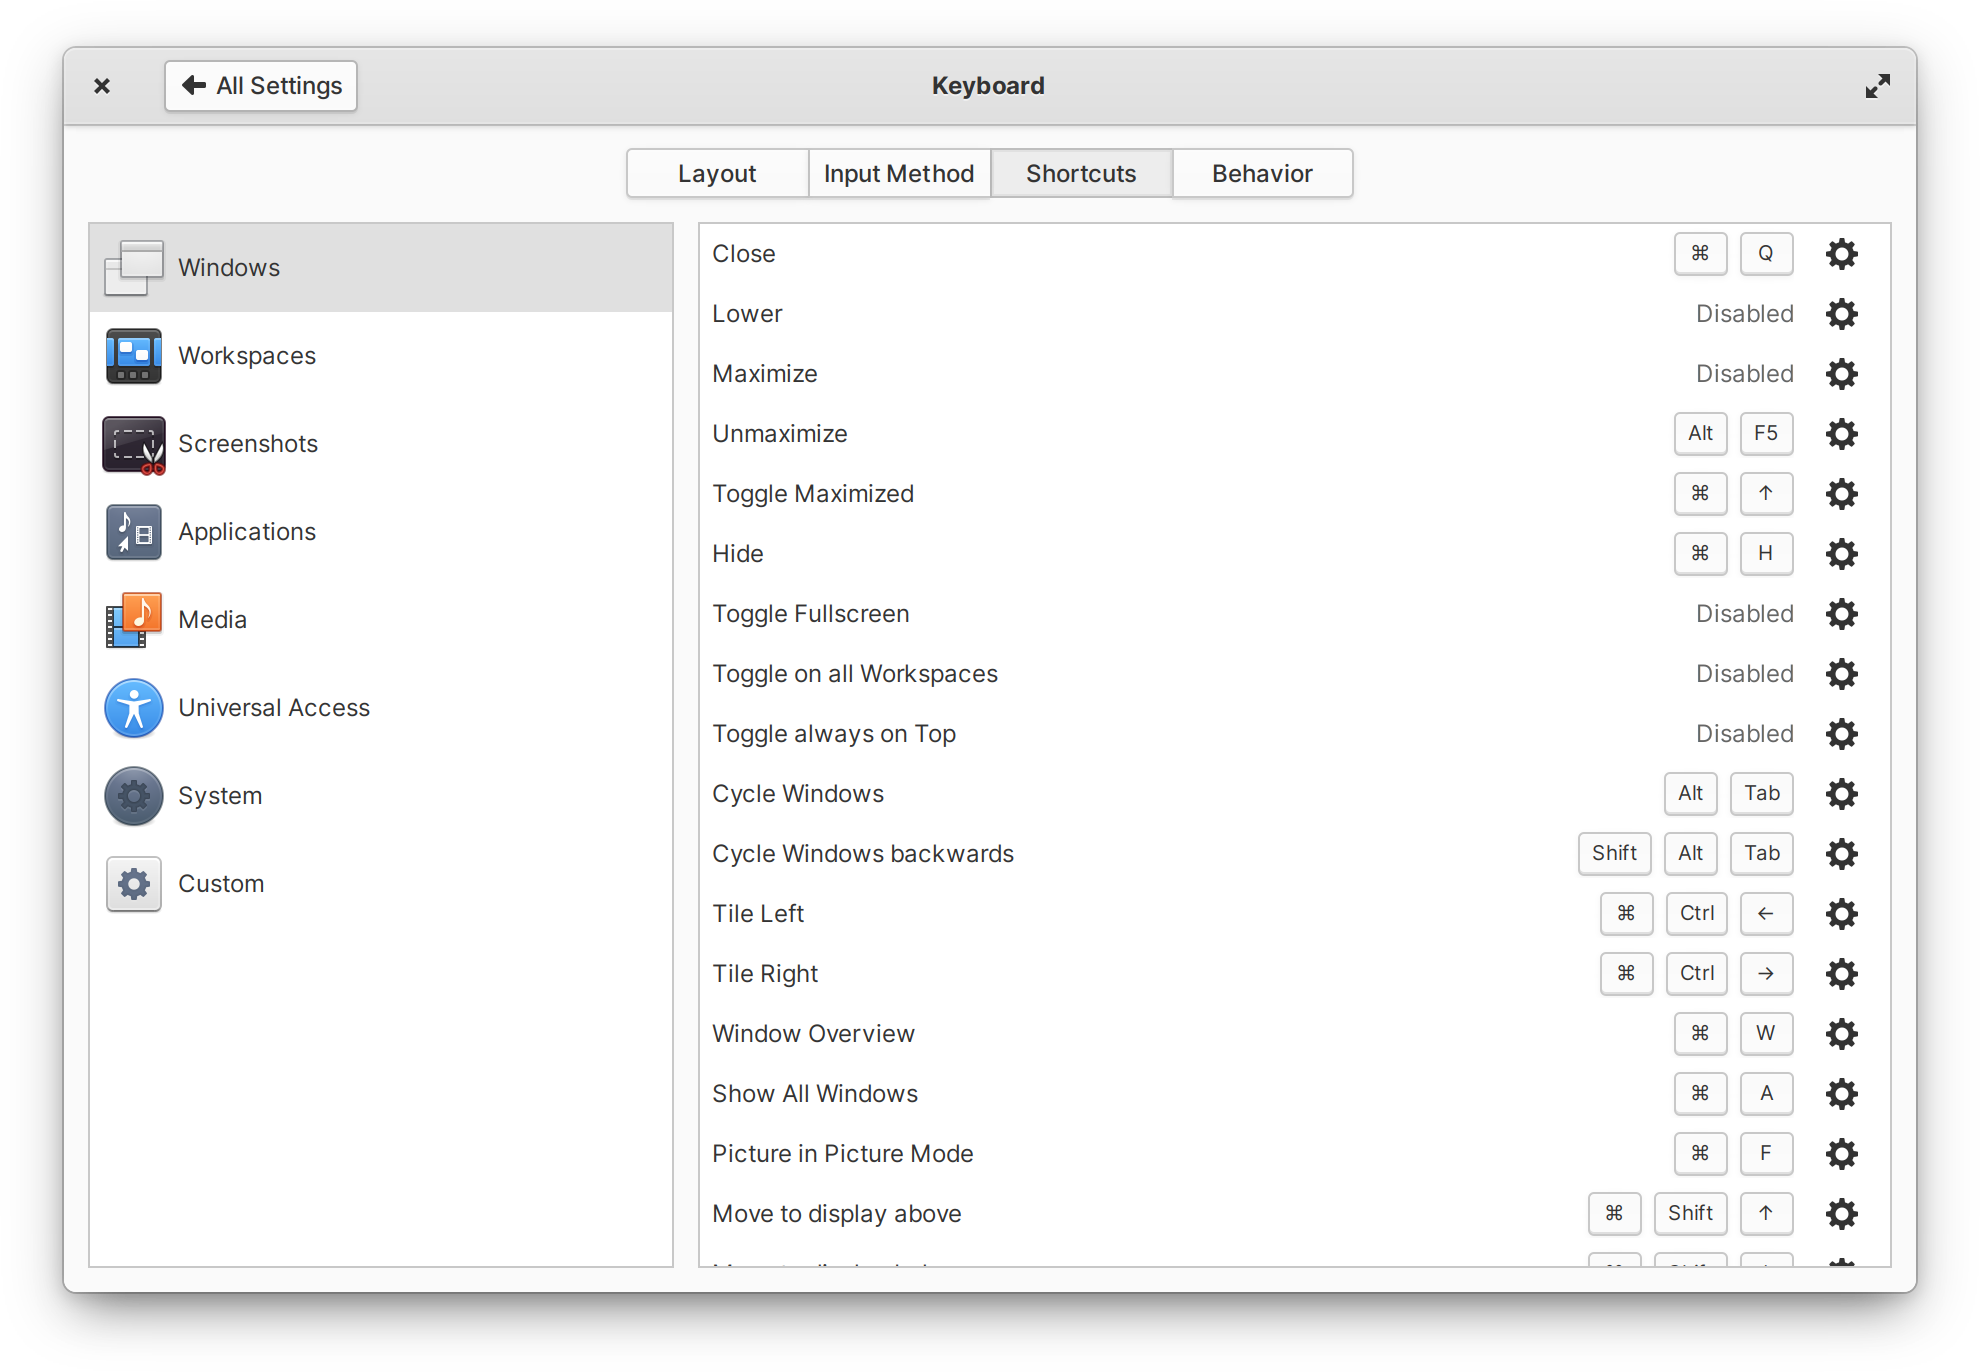 All Settings
Keyboard
Layout Input Method Shortcuts Behavior
Windows
Workspaces
Screenshots
Applications
Media
Universal Access
System
Custom
Close ⌘ Q
Lower Disabled
Maximize Disabled
Unmaximize Alt F5
Toggle Maximized ⌘ ↑
Hide ⌘ H
Toggle Fullscreen Disabled
Toggle on all Workspaces Disabled
Toggle always on Top Disabled
Cycle Windows Alt Tab
Cycle Windows backwards Shift Alt Tab
Tile Left ⌘ Ctrl ←
Tile Right ⌘ Ctrl →
Window Overview ⌘ W
Show All Windows ⌘ A
Picture in Picture Mode ⌘ F
Move to display above ⌘ Shift ↑